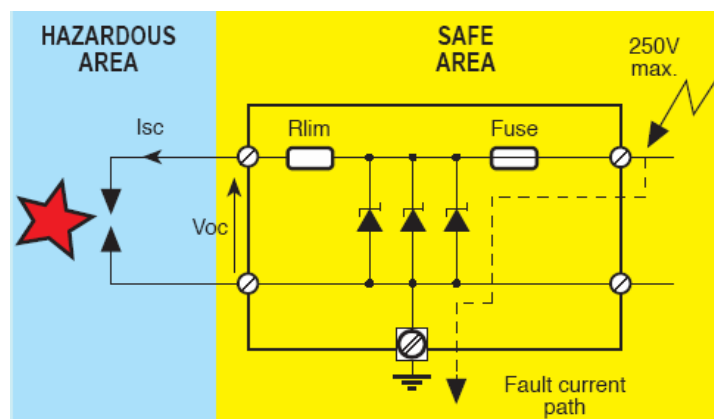 HAZARDOUS
AREA
SAFE
AREA
250V
max.
Isc
Rlim
Fuse
Voc
Fault current
path